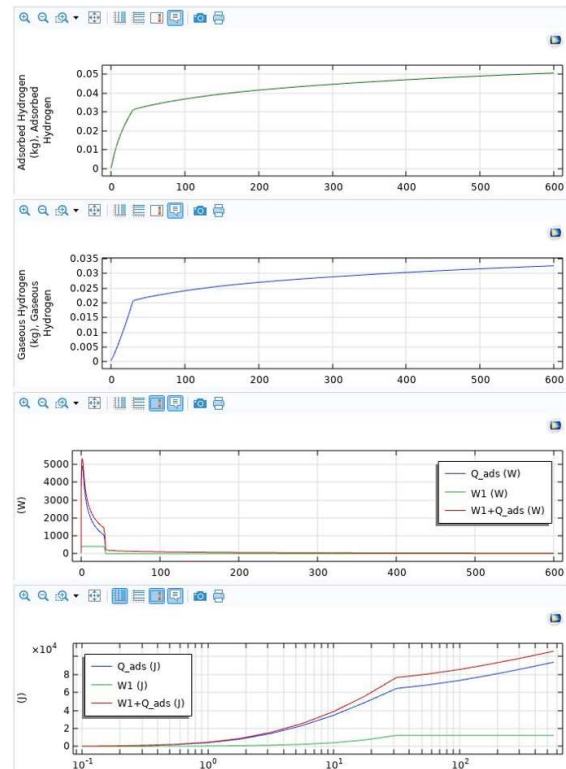 Adsorbed Hydrogen
(kg), Adsorbed
Hydrogen
0.05
0.04
0.03
0.02
0.01
0
0 100 200 300 400 500 600
Gaseous Hydrogen
(kg), Gaseous
Hydrogen
0.035
0.03
0.025
0.02
0.015
0.01
0.005
0
0 100 200 300 400 500 600
(W)
5000
4000
3000
2000
1000
0
Q_ads (W)
W1 (W)
W1+Q_ads (W)
0 100 200 300 400 500 600
×10⁴
(J)
8
6
4
2
0
Q_ads (J)
W1 (J)
W1+Q_ads (J)
10⁻¹ 10⁰ 10¹ 10²